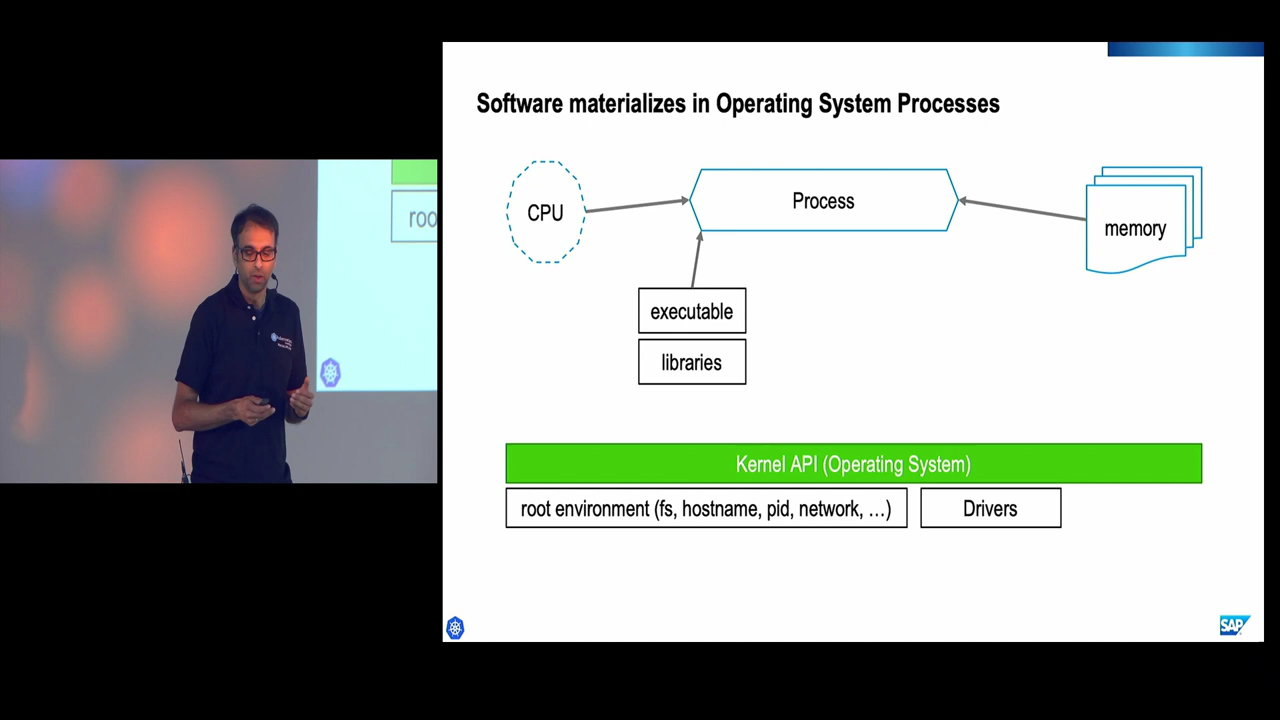 Software materializes in Operating System Processes
CPU
Process
memory
executable
libraries
Kernel API (Operating System)
root environment (fs, hostname, pid, network, …)
Drivers
SAP
roo